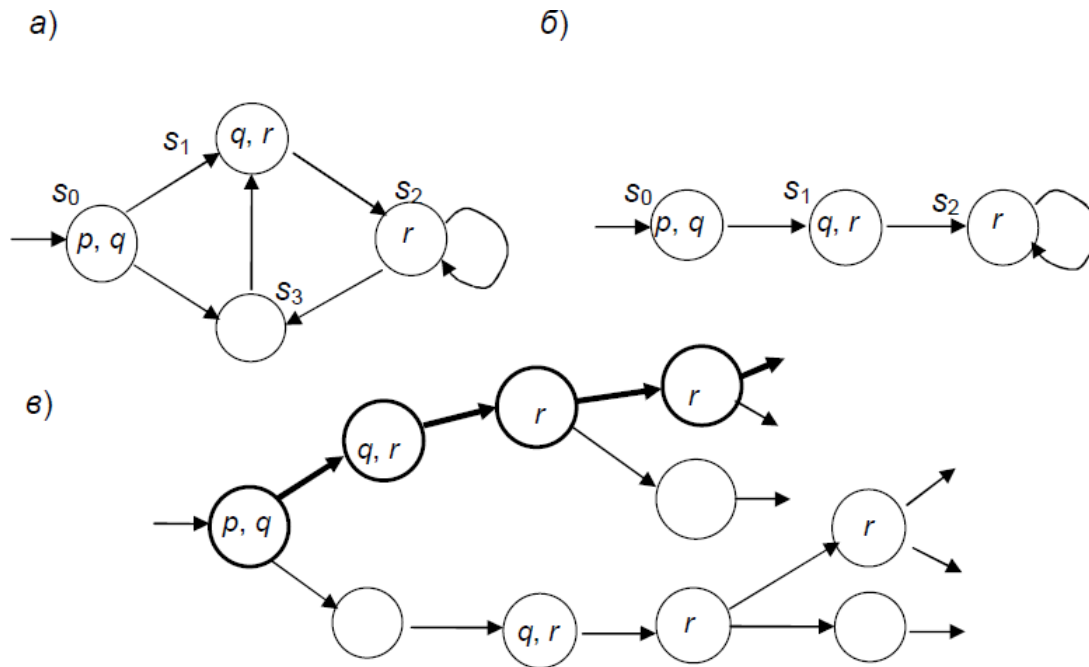 а) б)
s1 q, r
s0 s2 s0 s1 s2
p, q r p, q q, r r
s3
в)
r r
q, r
p, q r
q, r r